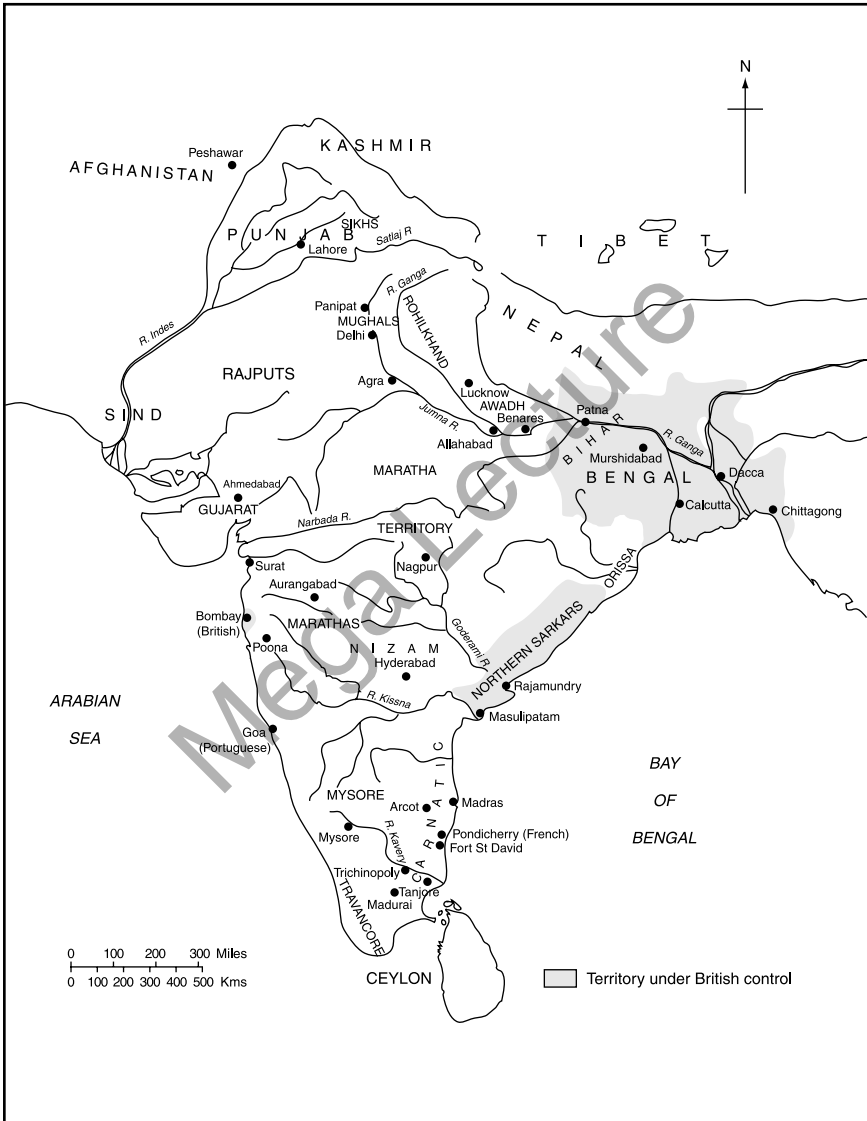 N
KASHMIR
Peshawar
AFGHANISTAN
SIKHS
PUNJAB
Lahore
Satlaj R
TIBET
R. Ganga
Panipat
MUGHALS
Delhi
ROHILKHAND
NEPAL
R. Indes
RAJPUTS
Agra
Lucknow
AWADH
SIND
Jumna R.
Benares
Patna
Allahabad
BIHAR
R. Ganga
MARATHA
Murshidabad
BENGAL
Dacca
Ahmedabad
GUJARAT
Calcutta
Chittagong
Narbada R.
TERRITORY
Surat
Nagpur
ORISSA
Aurangabad
Bombay
(British)
MARATHAS
Poona
NIZAM
Hyderabad
Goderami R
NORTHERN SARKARS
R. Kissna
Rajamundry
Masulipatam
ARABIAN
SEA
Goa
(Portuguese)
BAY
OF
BENGAL
MYSORE
CARNATIC
Arcot
Madras
Mysore
R. Kavery
Pondicherry (French)
Fort St David
Trichinopoly
Tanjore
Madurai
TRAVANCORE
0 100 200 300 Miles
0 100 200 300 400 500 Kms
CEYLON
Territory under British control
Mega Lecture